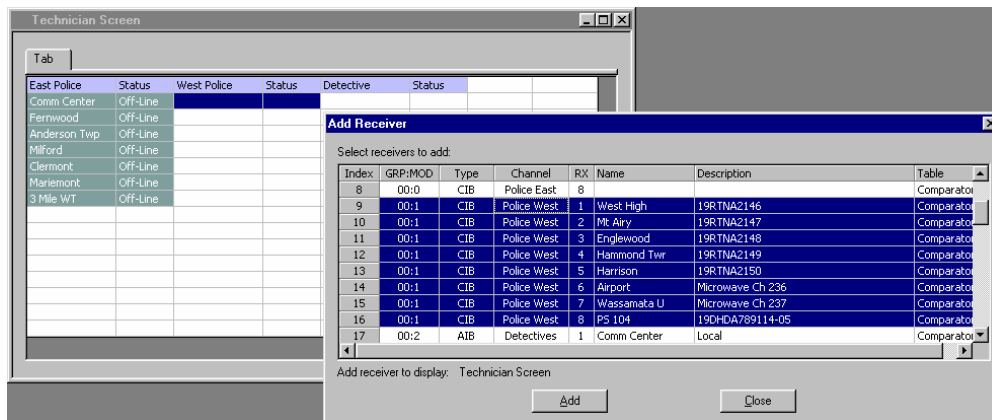 Technician Screen
Tab
East Police Status West Police Status Detective Status
Comm Center Off-Line
Fernwood Off-Line
Anderson Twp Off-Line
Milford Off-Line
Clermont Off-Line
Mariemont Off-Line
3 Mile WT Off-Line
Add Receiver
Select receivers to add:
Index GRP:MOD Type Channel RX Name Description Table
8 00:0 CIB Police East 8 Comparator
9 00:1 CIB Police West 1 West High 19RTNA2146 Comparator
10 00:1 CIB Police West 2 Mt Airy 19RTNA2147 Comparator
11 00:1 CIB Police West 3 Englewood 19RTNA2148 Comparator
12 00:1 CIB Police West 4 Hammond Twr 19RTNA2149 Comparator
13 00:1 CIB Police West 5 Harrison 19RTNA2150 Comparator
14 00:1 CIB Police West 6 Airport Microwave Ch 236 Comparator
15 00:1 CIB Police West 7 Wassamata U Microwave Ch 237 Comparator
16 00:1 CIB Police West 8 PS 104 19DHDA789114-05 Comparator
17 00:2 AIB Detectives 1 Comm Center Local Comparator
Add receiver to display: Technician Screen
Add Close